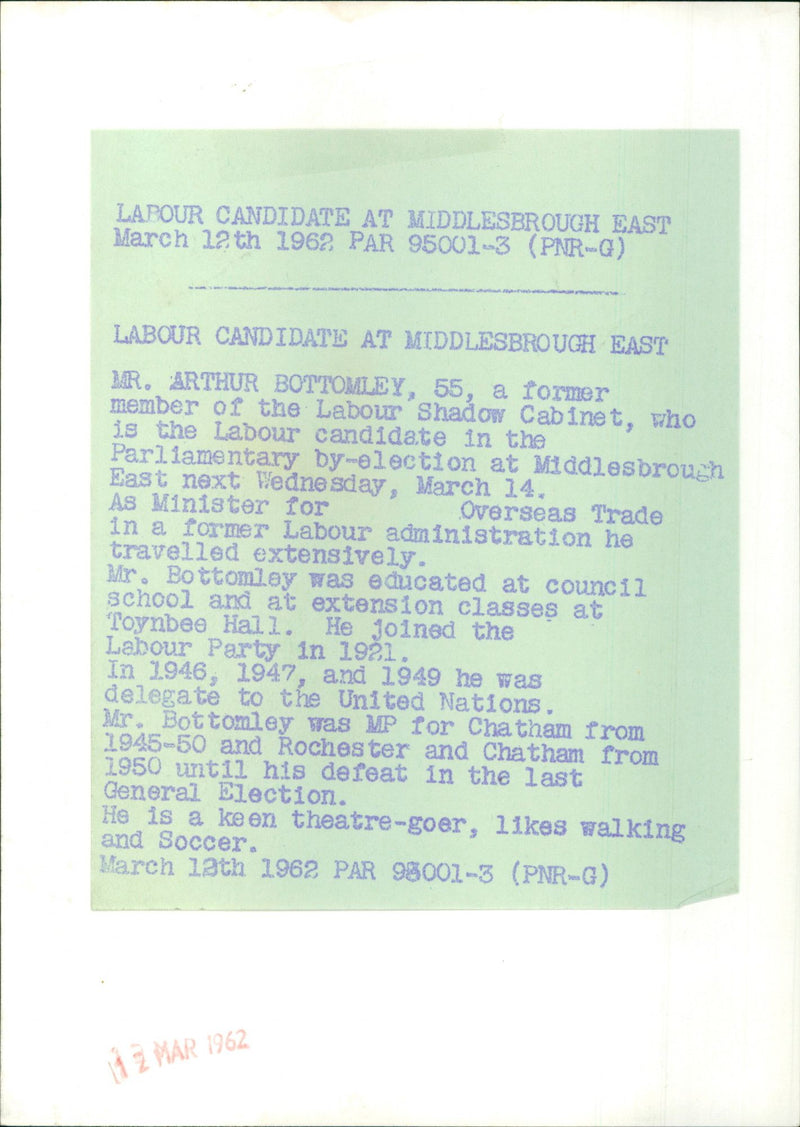 LABOUR CANDIDATE AT MIDDLESBROUGH EAST
March 12th 1962 PAR 95001-3 (PNR-G)
LABOUR CANDIDATE AT MIDDLESBROUGH EAST
MR. ARTHUR BOTTOMLEY, 55, a former
member of the Labour Shadow Cabinet, who
is the Labour candidate in the
Parliamentary by-election at Middlesbrough
East next Wednesday, March 14.
As Minister for Overseas Trade
in a former Labour administration he
travelled extensively.
Mr. Bottomley was educated at council
school and at extension classes at
Toynbee Hall. He joined the
Labour Party in 1921.
In 1946, 1947, and 1949 he was
delegate to the United Nations.
Mr. Bottomley was MP for Chatham from
1945-50 and Rochester and Chatham from
1950 until his defeat in the last
General Election.
He is a keen theatre-goer, likes walking
and Soccer.
March 12th 1962 PAR 95001-3 (PNR-G)
12 MAR 1962